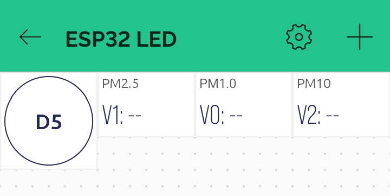 ESP32 LED
D5
PM2.5
V1: --
PM1.0
V0: --
PM10
V2: --